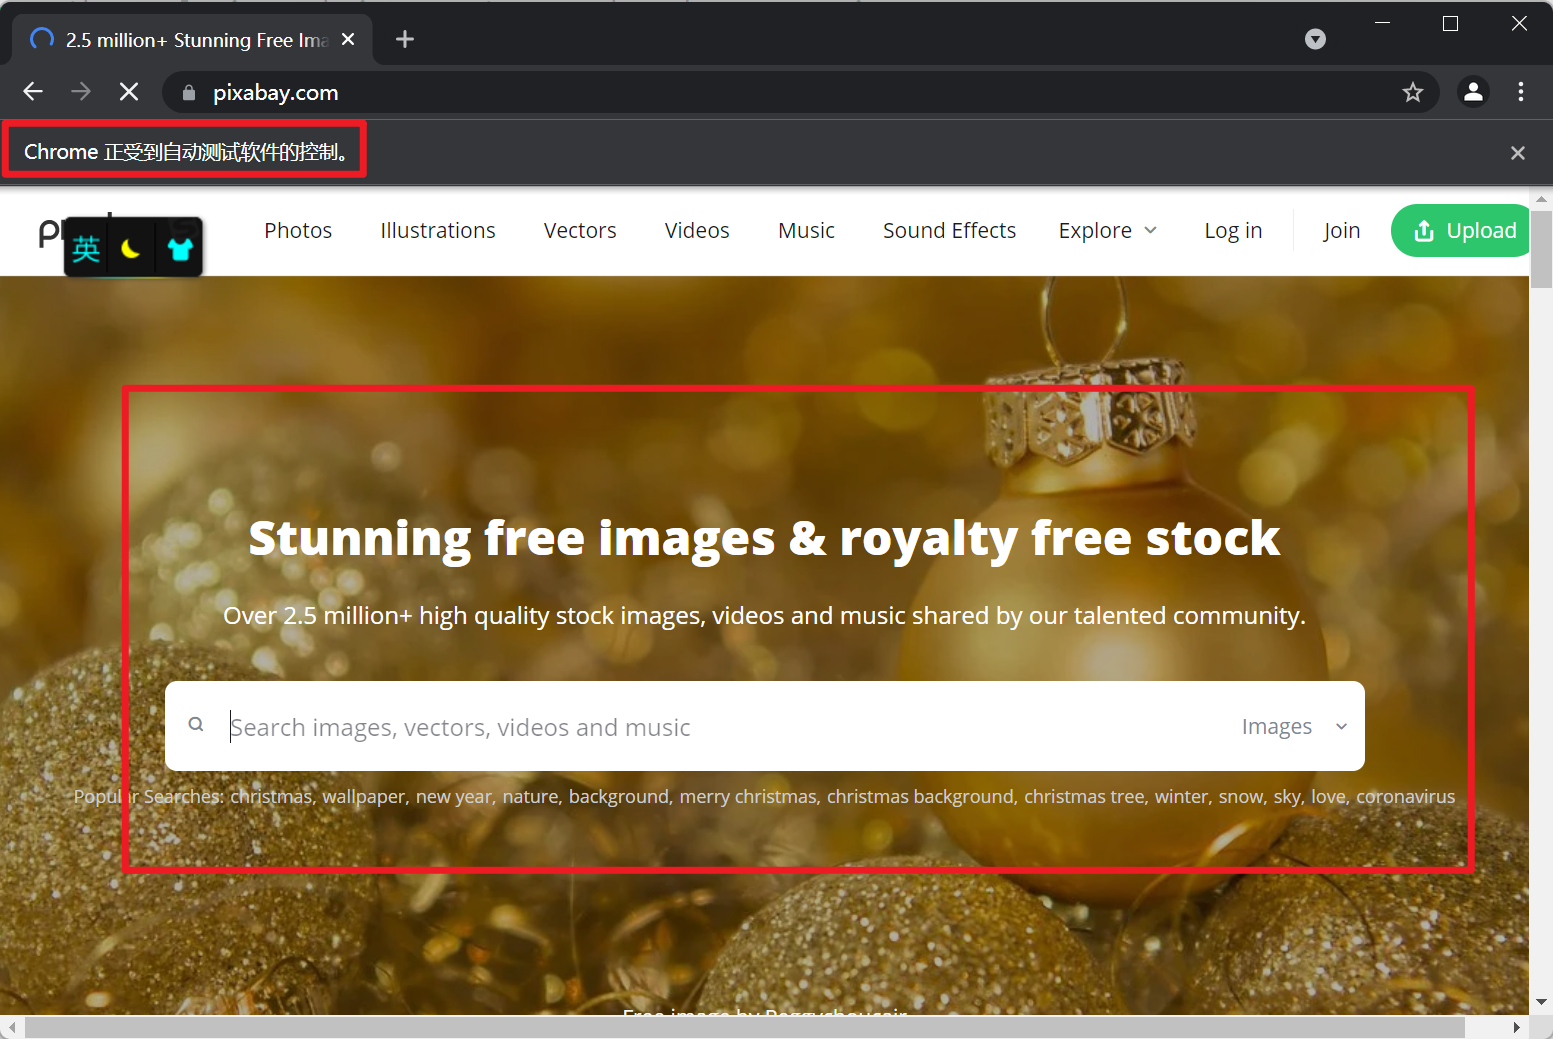 2.5 million+ Stunning Free Ima
pixabay.com
Chrome 正受到自动测试软件的控制。
英
Photos Illustrations Vectors Videos Music Sound Effects Explore Log in Join Upload
Stunning free images & royalty free stock
Over 2.5 million+ high quality stock images, videos and music shared by our talented community.
Search images, vectors, videos and music Images
Popular Searches: christmas, wallpaper, new year, nature, background, merry christmas, christmas background, christmas tree, winter, snow, sky, love, coronavirus
Free image by